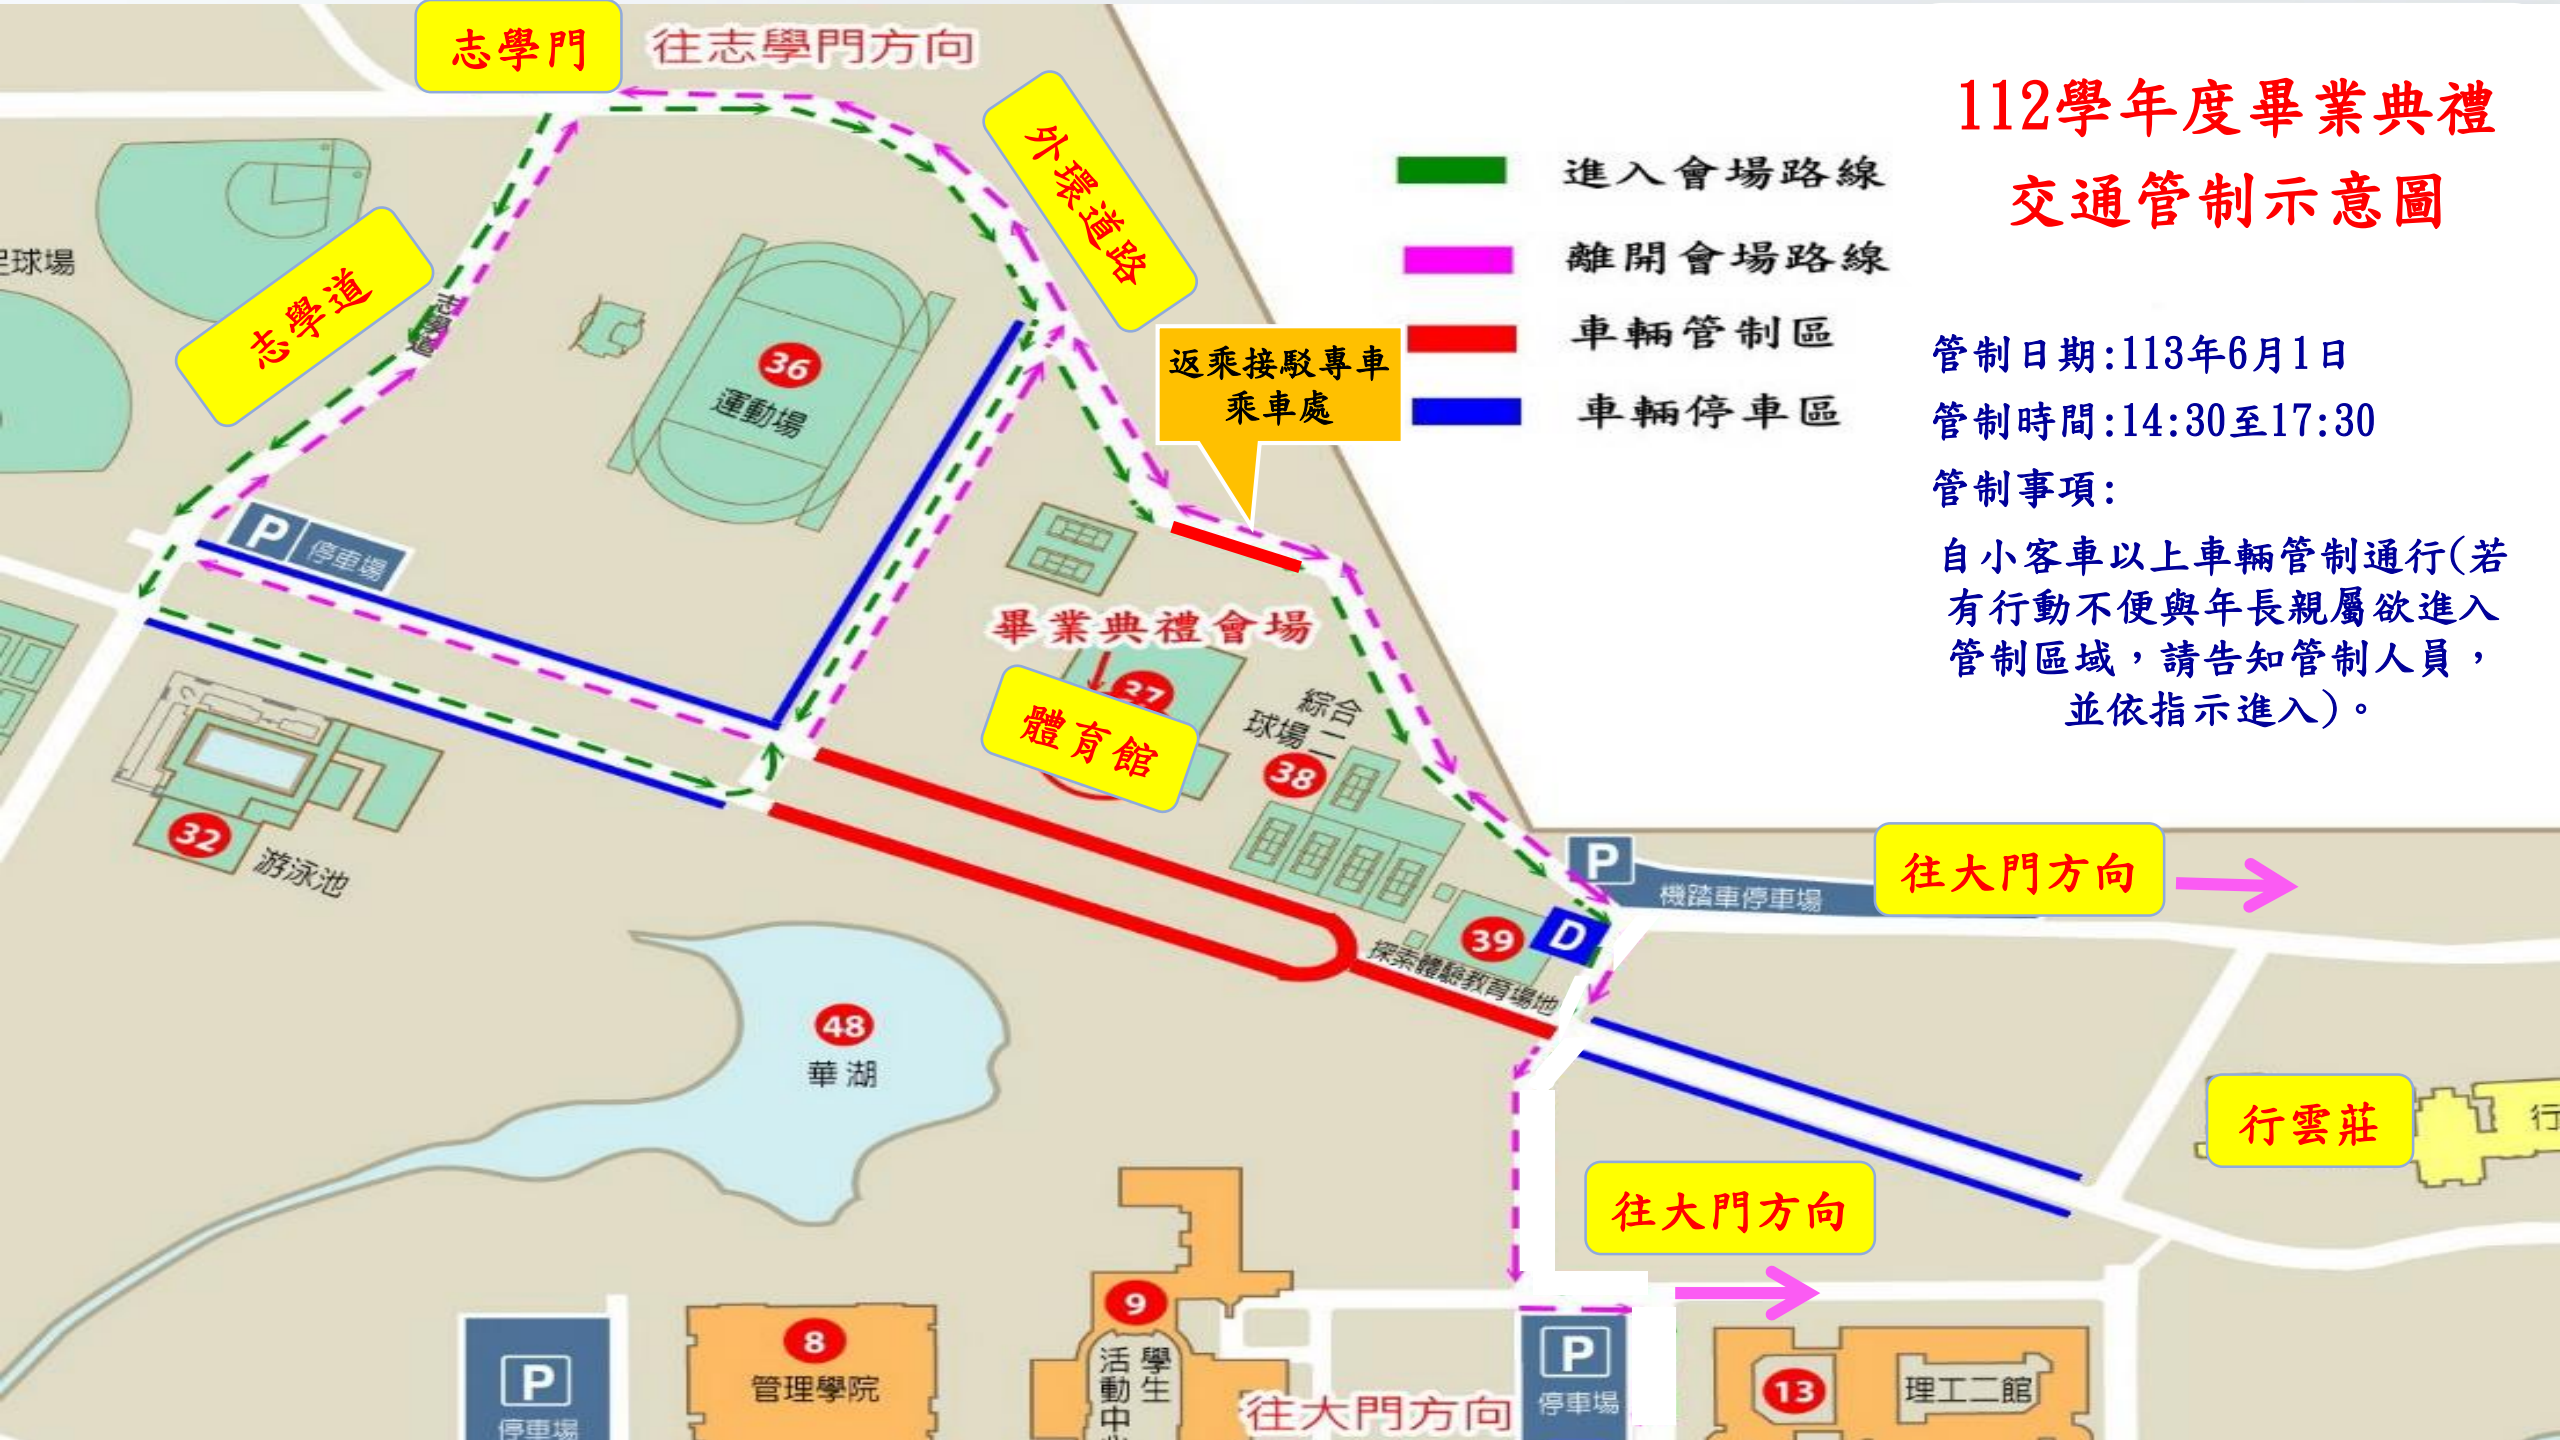 志學門
往志學門方向
112學年度畢業典禮
交通管制示意圖
外環道路
進入會場路線
離開會場路線
車輛管制區
車輛停車區
志學道
志學道
球場
36
運動場
返乘接駁專車
乘車處
管制日期:113年6月1日
管制時間:14:30至17:30
管制事項:
自小客車以上車輛管制通行(若
有行動不便與年長親屬欲進入
管制區域，請告知管制人員，
並依指示進入)。
P 停車場
畢業典禮會場
37
體育館
綜合
球場二
38
32
游泳池
P
機踏車停車場
往大門方向
39
D
探索體驗教育場地
48
華湖
行雲莊
行
往大門方向
9
學生
活動中
8
管理學院
P
停車場
往大門方向
P
停車場
13
理工二館